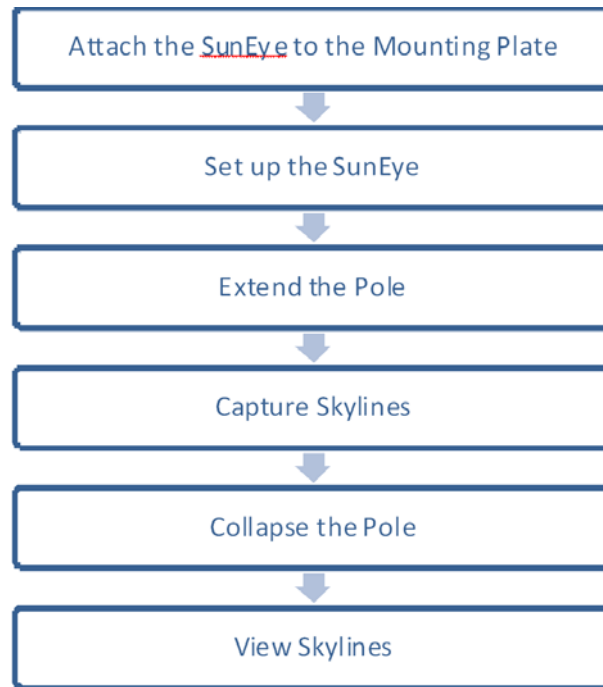 Attach the SunEye to the Mounting Plate
Set up the SunEye
Extend the Pole
Capture Skylines
Collapse the Pole
View Skylines